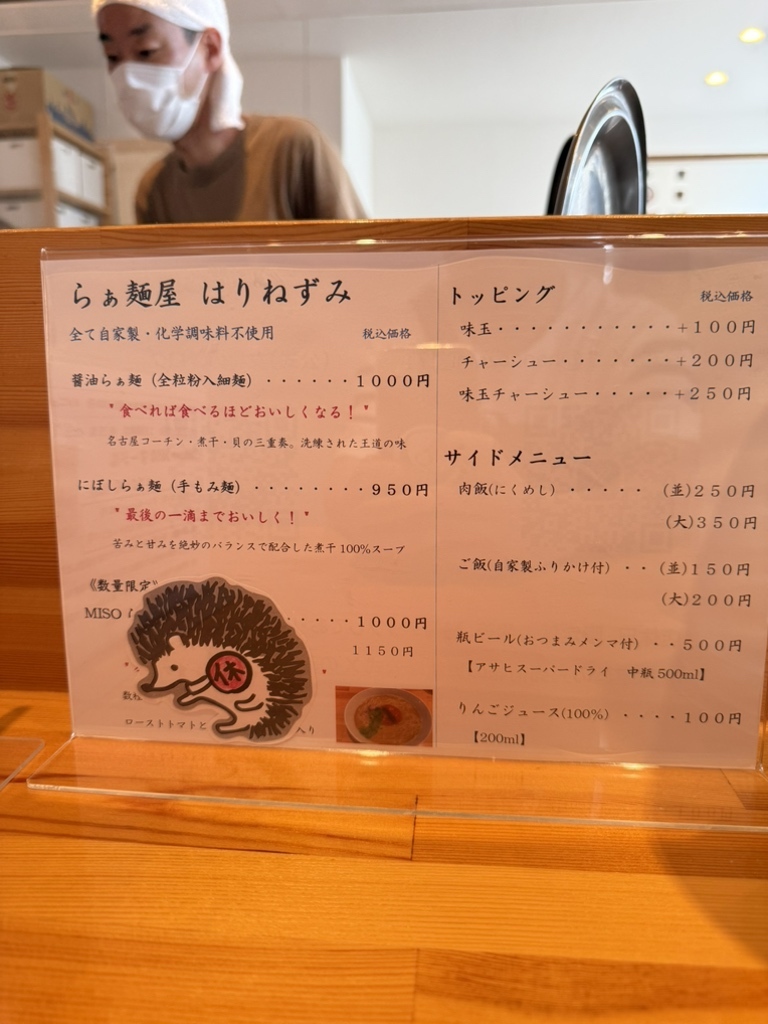 らぁ麺屋 はりねずみ
全て自家製・化学調味料不使用 税込価格
醤油らぁ麺（全粒粉入細麺）・・・・・・１０００円
"食べれば食べるほどおいしくなる！"
名古屋コーチン・煮干・貝の三重奏。洗練された王道の味
にぼしらぁ麺（手もみ麺）・・・・・・・・９５０円
"最後の一滴までおいしく！"
苦みと甘みを絶妙のバランスで配合した煮干100%スープ
《数量限定
MISO
・・・１０００円
１１５０円
休
数
ローストトマトと
入り
トッピング 税込価格
味玉・・・・・・・・・・・・+１００円
チャーシュー・・・・・・・+２００円
味玉チャーシュー・・・・・+２５０円
サイドメニュー
肉飯(にくめし)・・・・・ (並)２５０円
(大)３５０円
ご飯(自家製ふりかけ付)・・(並)１５０円
(大)２００円
瓶ビール(おつまみメンマ付)・・５００円
【アサヒスーパードライ 中瓶500ml】
りんごジュース(100%)・・・・１００円
【200ml】